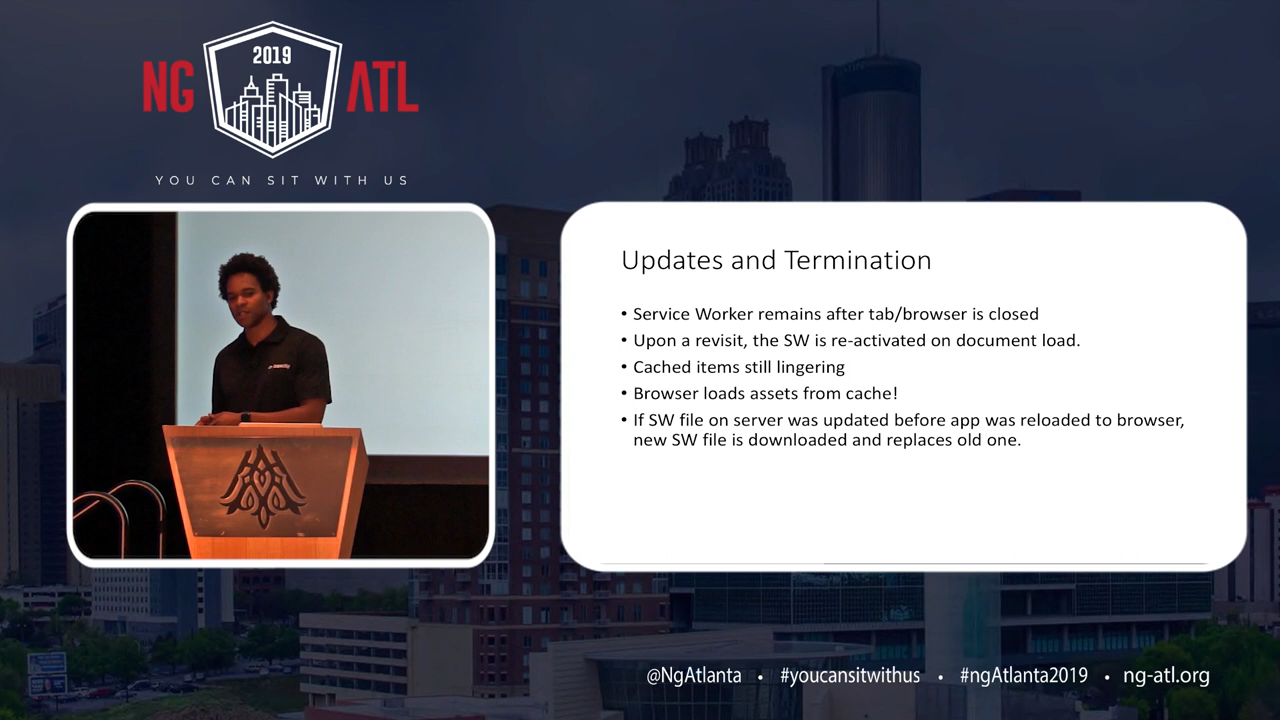 2019
NG ATL
YOU CAN SIT WITH US
Updates and Termination
• Service Worker remains after tab/browser is closed
• Upon a revisit, the SW is re-activated on document load.
• Cached items still lingering
• Browser loads assets from cache!
• If SW file on server was updated before app was reloaded to browser,
new SW file is downloaded and replaces old one.
@NgAtlanta • #youcansitwithus • #ngAtlanta2019 • ng-atl.org